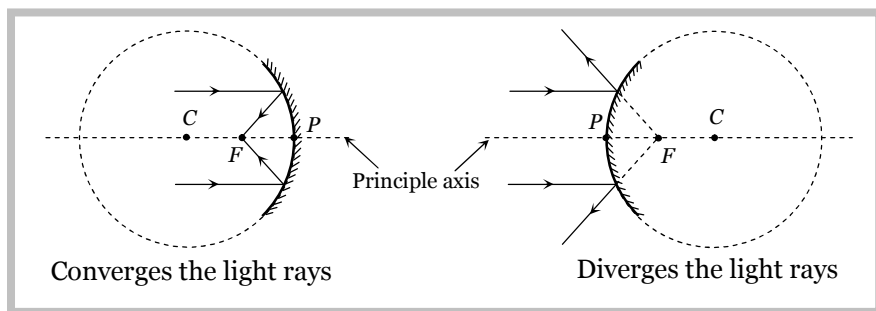 C
P
F
Principle axis
Converges the light rays
P
C
F
Diverges the light rays